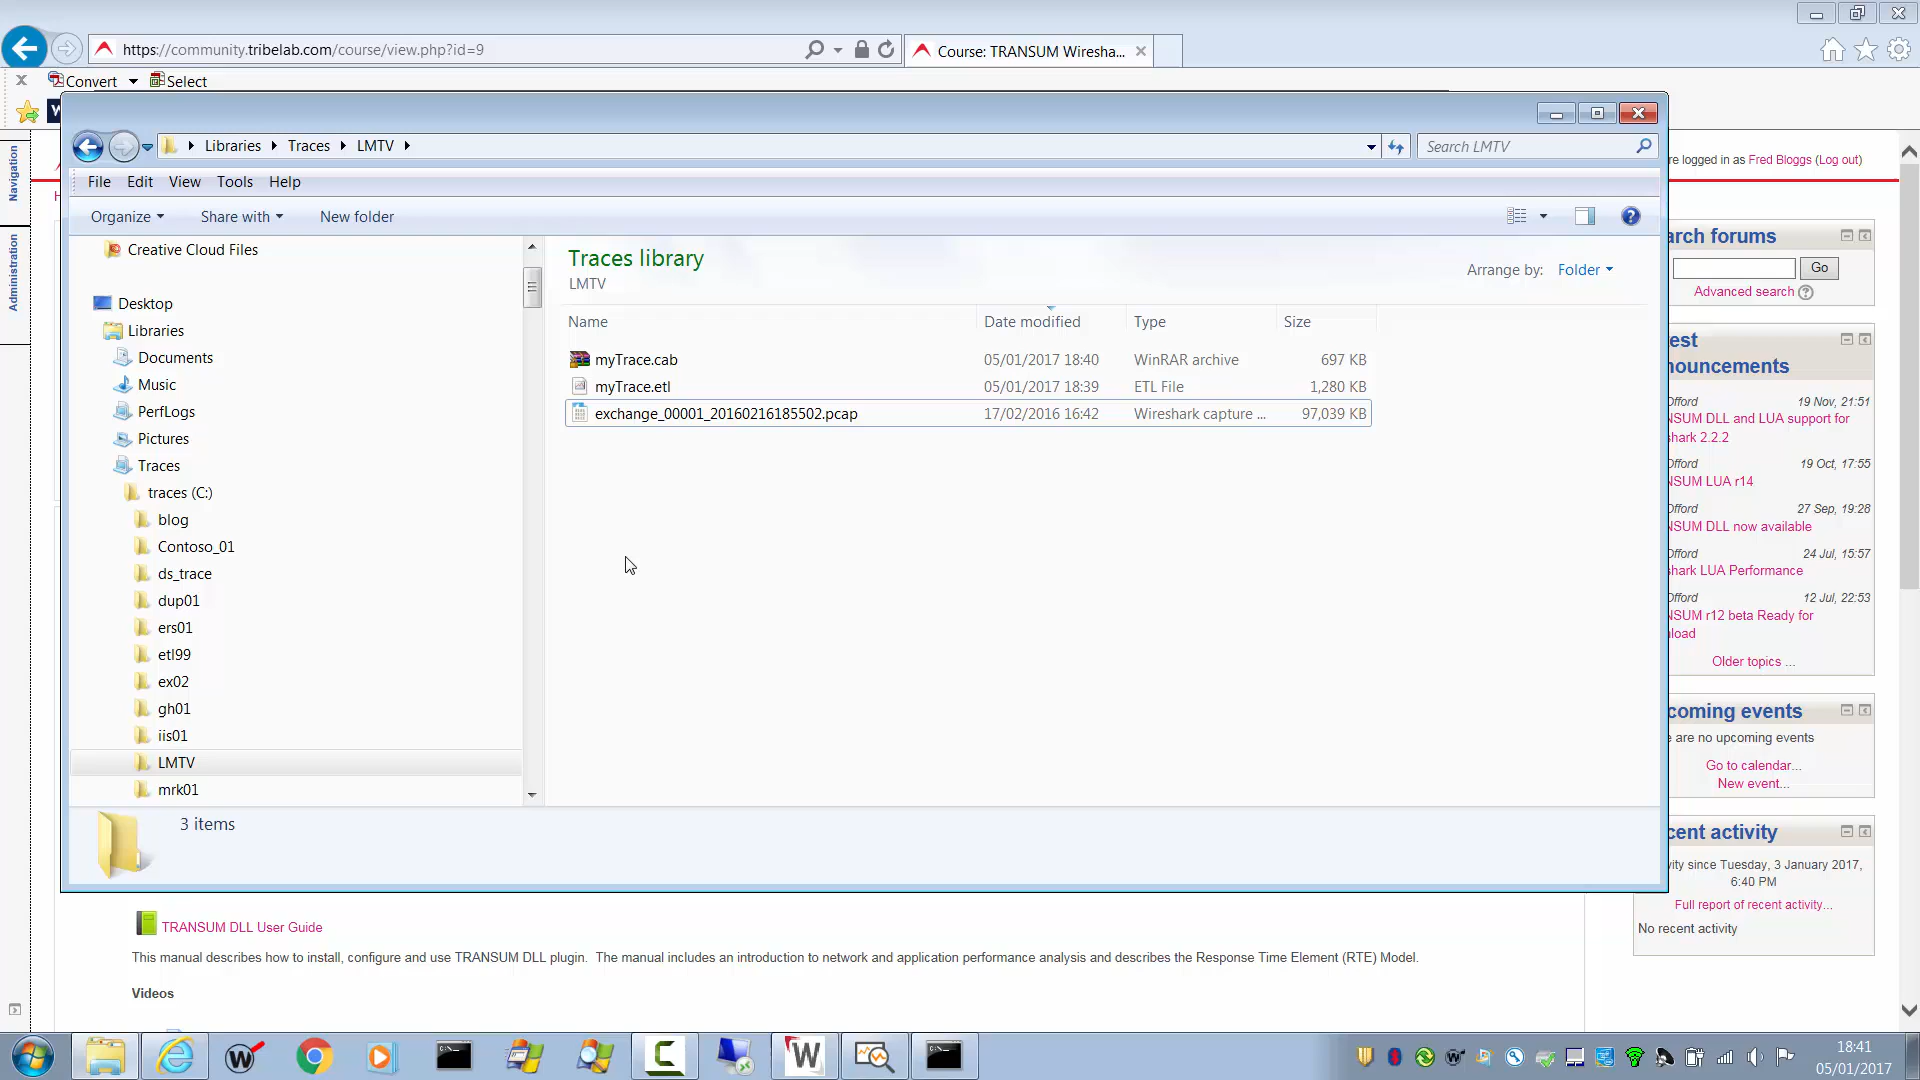 https://community.tribelab.com/course/view.php?id=9
Course: TRANSUM Wiresha...
x Convert Select
Libraries Traces LMTV
Search LMTV
re logged in as Fred Bloggs (Log out)
Navigation
File Edit View Tools Help
Organize Share with New folder
Administration
Creative Cloud Files
Desktop
Libraries
Documents
Music
PerfLogs
Pictures
Traces
traces (C:)
blog
Contoso_01
ds_trace
dup01
ers01
etl99
ex02
gh01
iis01
LMTV
mrk01
Traces library
LMTV
Arrange by: Folder
Name Date modified Type Size
myTrace.cab 05/01/2017 18:40 WinRAR archive 697 KB
myTrace.etl 05/01/2017 18:39 ETL File 1,280 KB
exchange_00001_20160216185502.pcap 17/02/2016 16:42 Wireshark capture ... 97,039 KB
3 items
arch forums
Go
Advanced search
est
nouncements
Offord 19 Nov, 21:51
NSUM DLL and LUA support for
shark 2.2.2
Offord 19 Oct, 17:55
NSUM LUA r14
Offord 27 Sep, 19:28
NSUM DLL now available
Offord 24 Jul, 15:57
shark LUA Performance
Offord 12 Jul, 22:53
NSUM r12 beta Ready for
nload
Older topics ...
coming events
e are no upcoming events
Go to calendar...
New event...
cent activity
vity since Tuesday, 3 January 2017,
6:40 PM
Full report of recent activity...
No recent activity
TRANSUM DLL User Guide
This manual describes how to install, configure and use TRANSUM DLL plugin. The manual includes an introduction to network and application performance analysis and describes the Response Time Element (RTE) Model.
Videos
18:41
05/01/2017